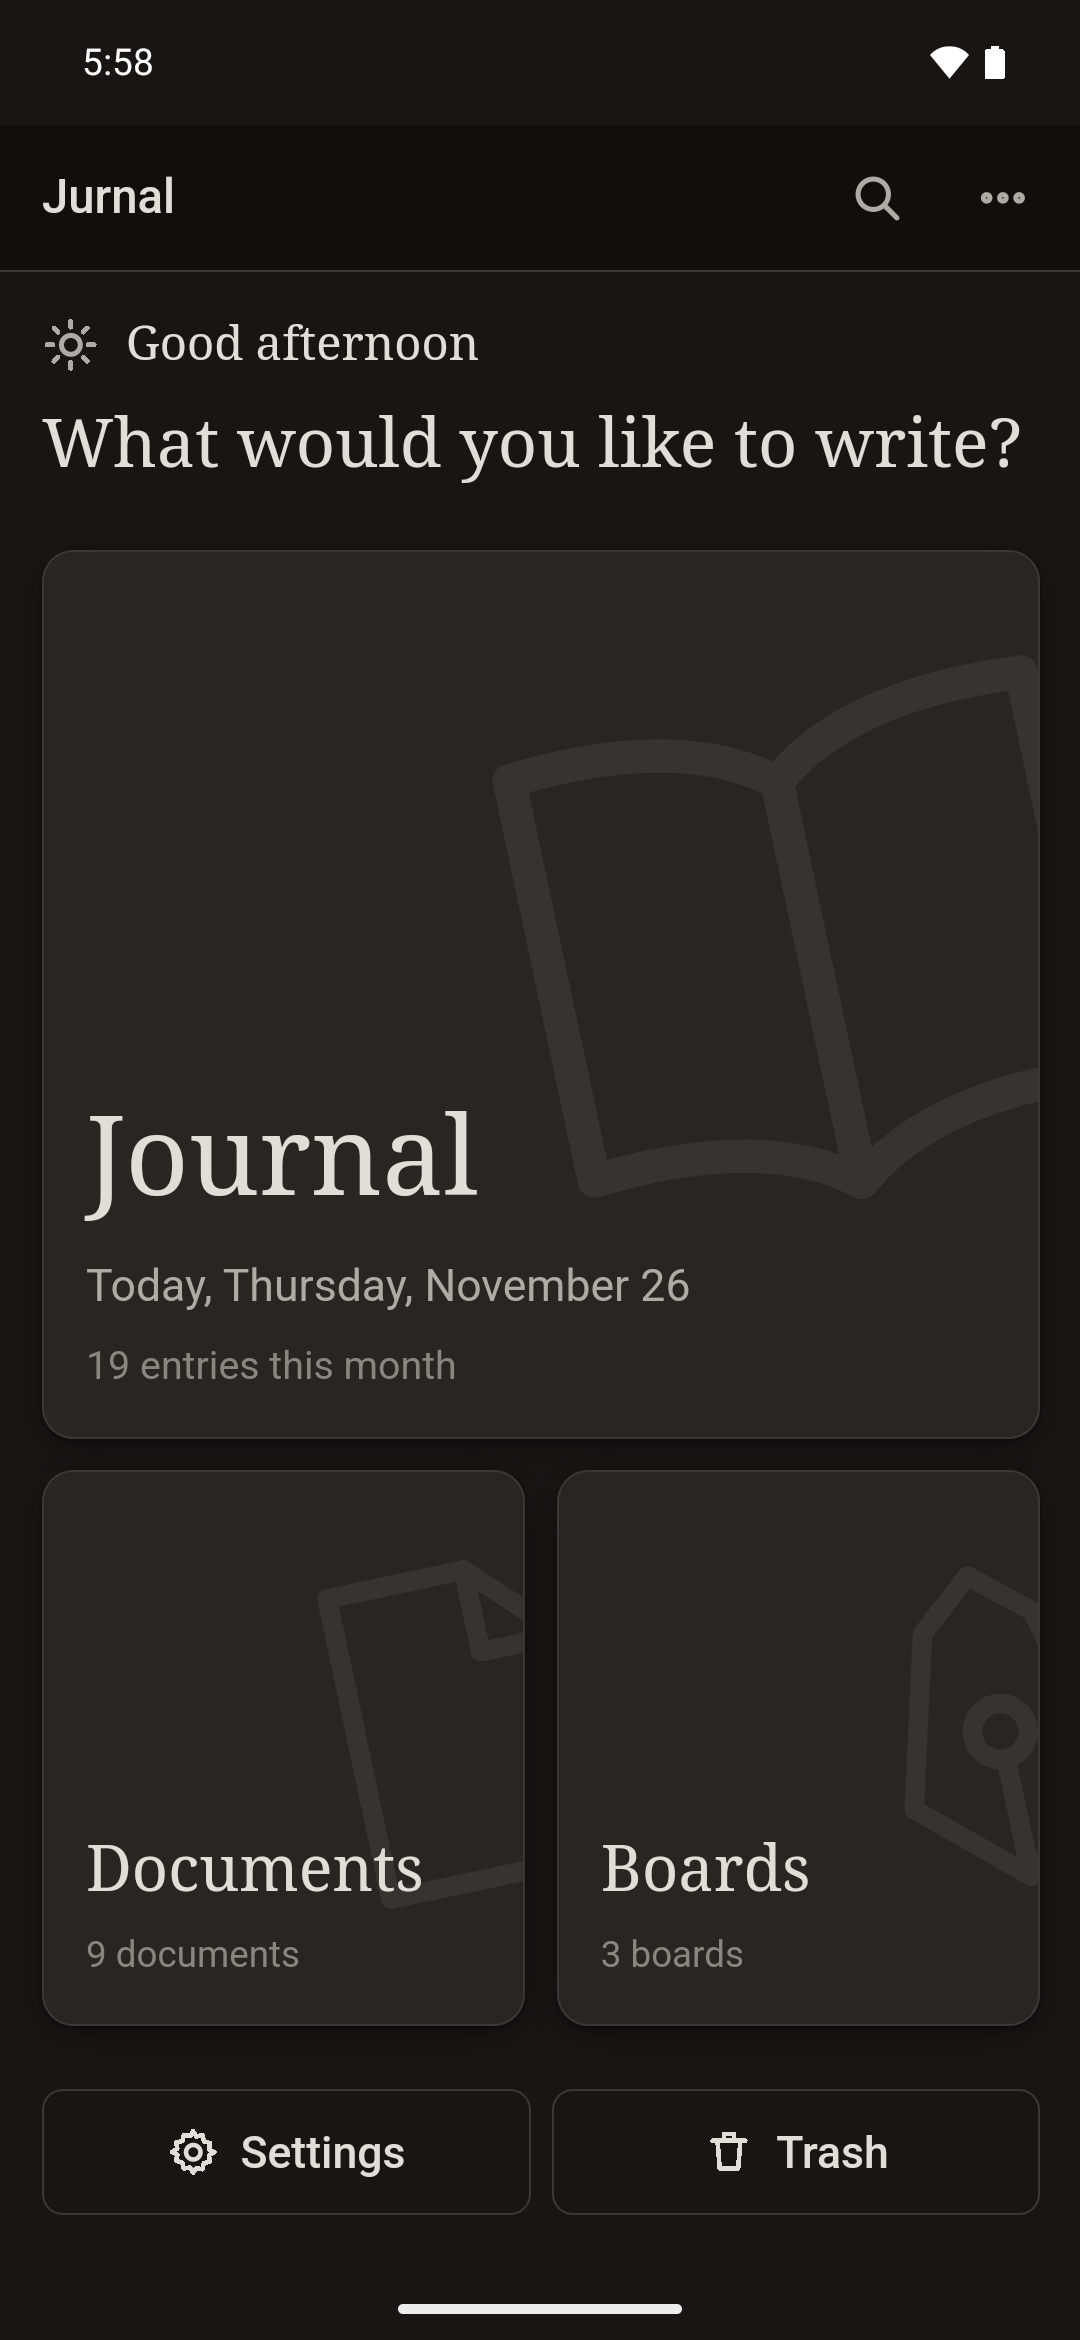 5:58
Jurnal
Good afternoon
What would you like to write?
Journal
Today, Thursday, November 26
19 entries this month
Documents
9 documents
Boards
3 boards
Settings
Trash